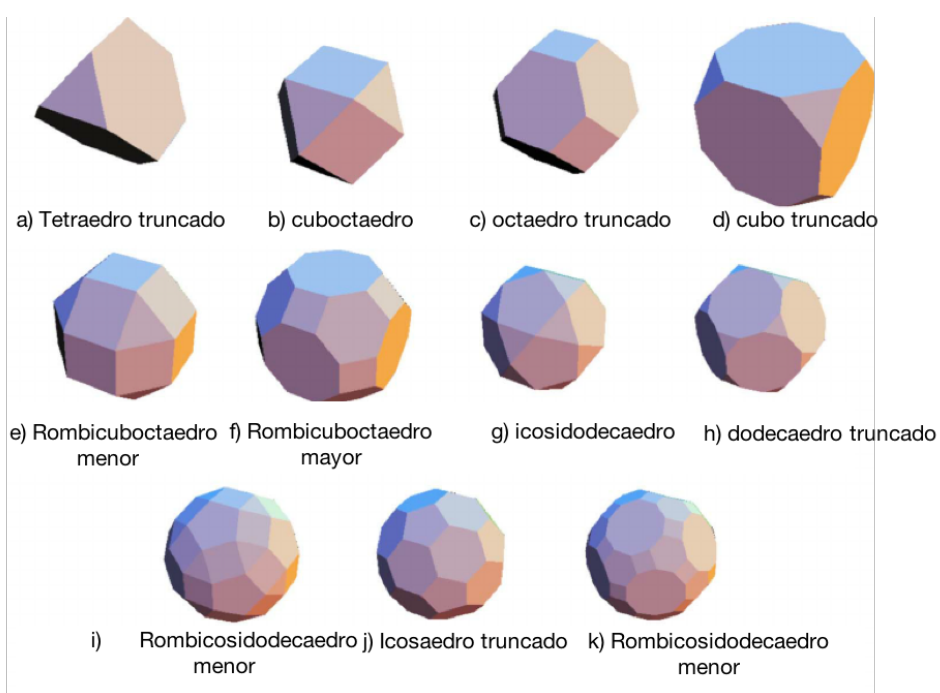 a) Tetraedro truncado b) cuboctaedro c) octaedro truncado d) cubo trucado
e) Rombicuboctaedro f) Rombicuboctaedro g) icosidodecaedro h) dodecaedro truncado
menor mayor
i) Rombicosidodecaedro j) Icosaedro truncado k) Rombicosidodecaedro
menor menor